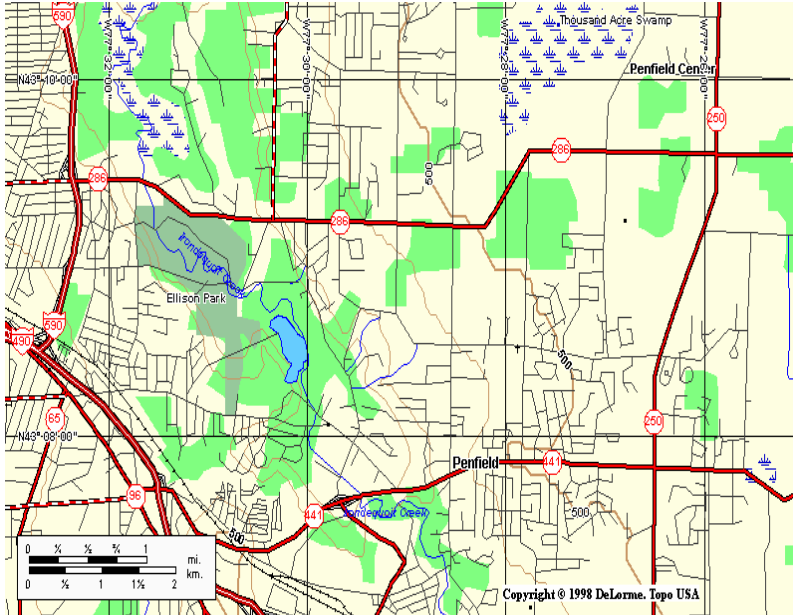 590
Thousand Acre Swamp
W77°32'00"
W77°30'00"
W77°28'00"
W77°26'00"
N43°10'00"
Penfield Center
250
286
600
286
286
Irondequoit Creek
Ellison Park
590
490
500
65
250
N43°08'00"
Penfield
441
96
441
Irondequoit Creek
500
500
0 ¼ ½ ¾ 1 mi.
0 ½ 1 1½ 2 km.
Copyright © 1998 DeLorme. Topo USA